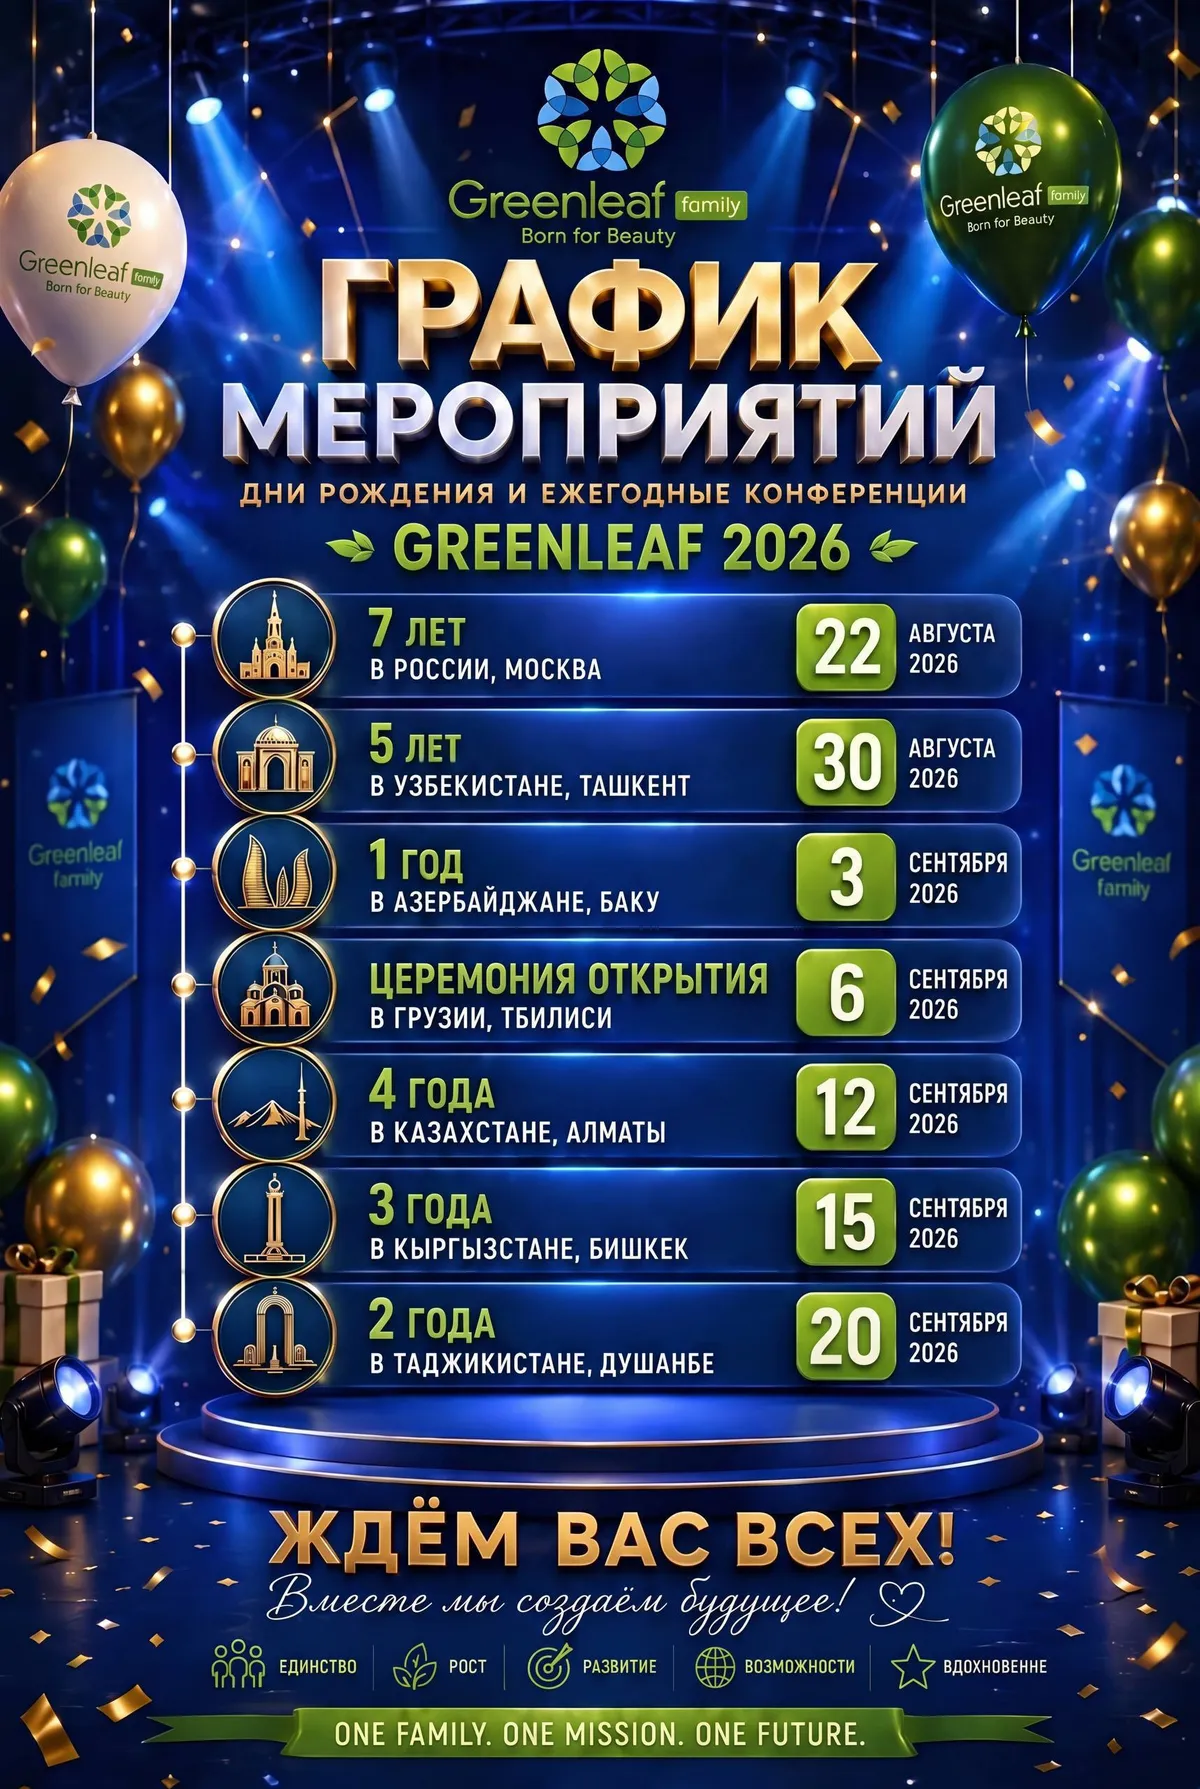 Greenleaf family
Born for Beauty
Greenleaf family
Born for Beauty
Greenleaf family
Born for Beauty
ГРАФИК
МЕРОПРИЯТИЙ
ДНИ РОЖДЕНИЯ И ЕЖЕГОДНЫЕ КОНФЕРЕНЦИИ
GREENLEAF 2026
7 ЛЕТ
В РОССИИ, МОСКВА
22 АВГУСТА
2026
5 ЛЕТ
В УЗБЕКИСТАНЕ, ТАШКЕНТ
30 АВГУСТА
2026
1 ГОД
В АЗЕРБАЙДЖАНЕ, БАКУ
3 СЕНТЯБРЯ
2026
Greenleaf
family
Greenleaf
family
ЦЕРЕМОНИЯ ОТКРЫТИЯ
В ГРУЗИИ, ТБИЛИСИ
6 СЕНТЯБРЯ
2026
4 ГОДА
В КАЗАХСТАНЕ, АЛМАТЫ
12 СЕНТЯБРЯ
2026
3 ГОДА
В КЫРГЫЗСТАНЕ, БИШКЕК
15 СЕНТЯБРЯ
2026
2 ГОДА
В ТАДЖИКИСТАНЕ, ДУШАНБЕ
20 СЕНТЯБРЯ
2026
ЖДЁМ ВАС ВСЕХ!
Вместе мы создаём будущее!
ЕДИНСТВО
РОСТ
РАЗВИТИЕ
ВОЗМОЖНОСТИ
ВДОХНОВЕННЕ
ONE FAMILY. ONE MISSION. ONE FUTURE.